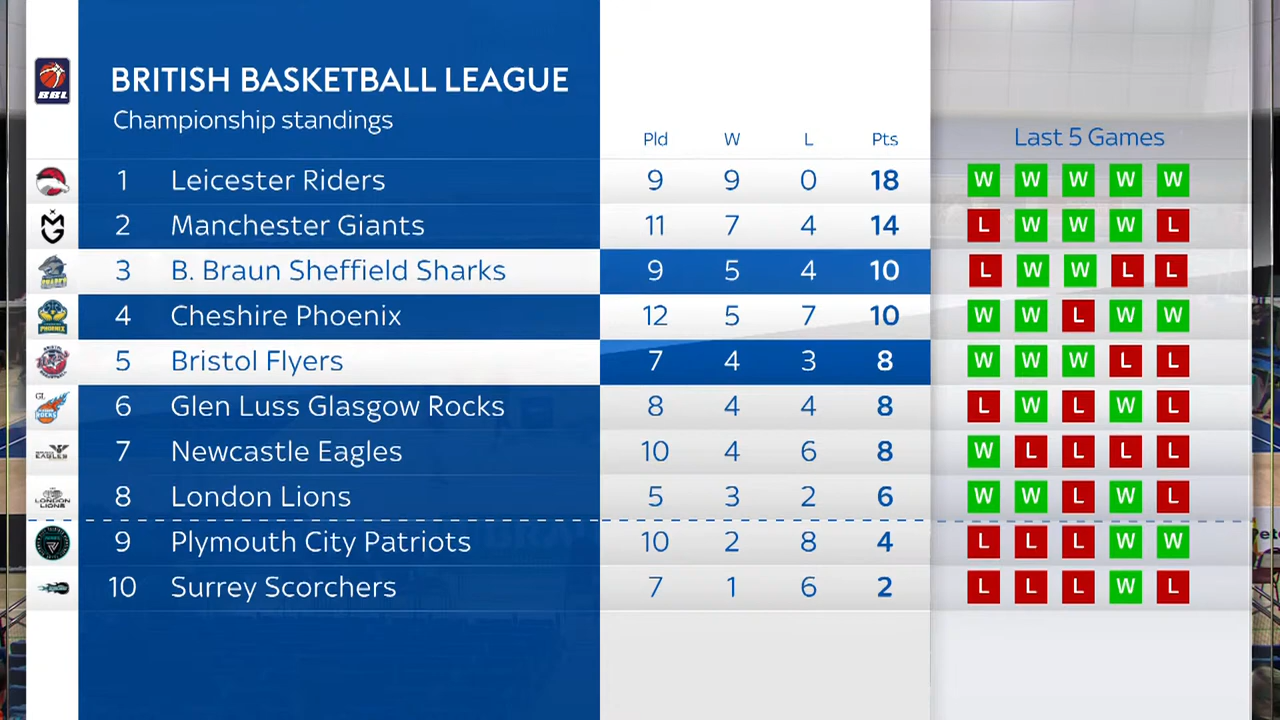 BBL
BRITISH BASKETBALL LEAGUE
Championship standings
Pld W L Pts Last 5 Games
1 Leicester Riders 9 9 0 18 W W W W W
2 Manchester Giants 11 7 4 14 L W W W L
3 B. Braun Sheffield Sharks 9 5 4 10 L W W L L
4 Cheshire Phoenix 12 5 7 10 W W L W W
5 Bristol Flyers 7 4 3 8 W W W L L
6 Glen Luss Glasgow Rocks 8 4 4 8 L W L W L
7 Newcastle Eagles 10 4 6 8 W L L L L
8 London Lions 5 3 2 6 W W L W L
9 Plymouth City Patriots 10 2 8 4 L L L W W
10 Surrey Scorchers 7 1 6 2 L L L W L